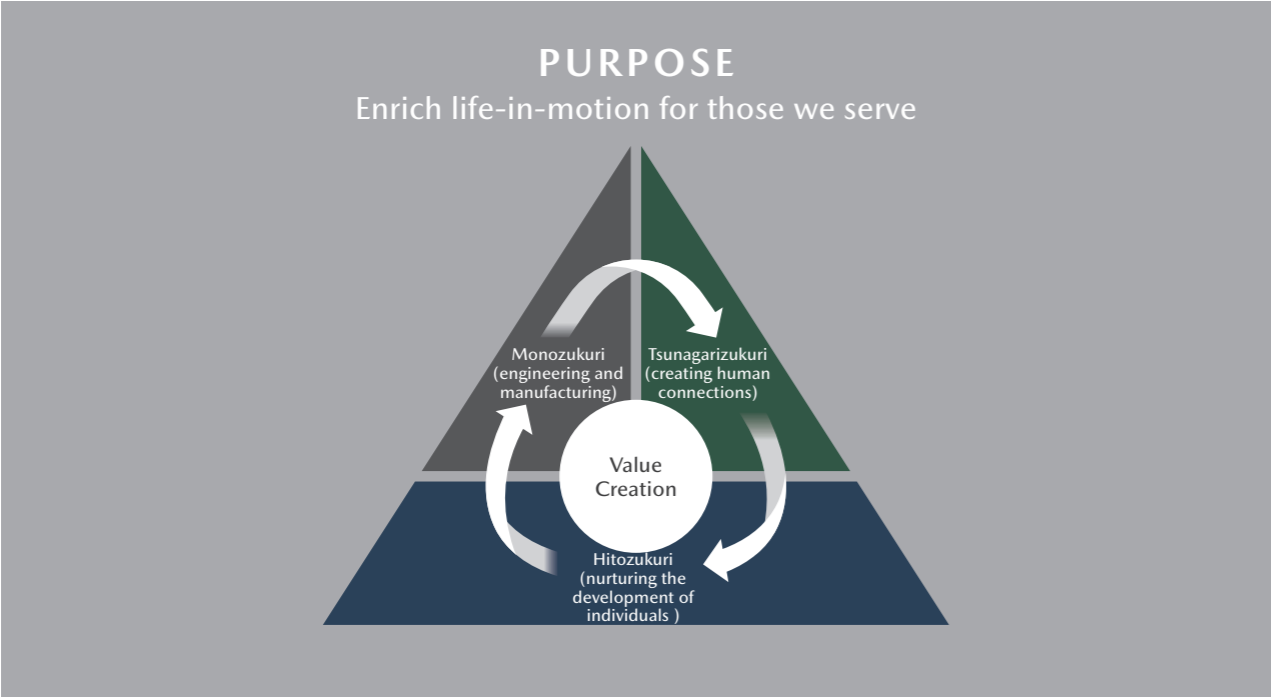 PURPOSE
Enrich life-in-motion for those we serve
Monozukuri
(engineering and
manufacturing)
Tsunagarizukuri
(creating human
connections)
Value
Creation
Hitozukuri
(nurturing the
development of
individuals )